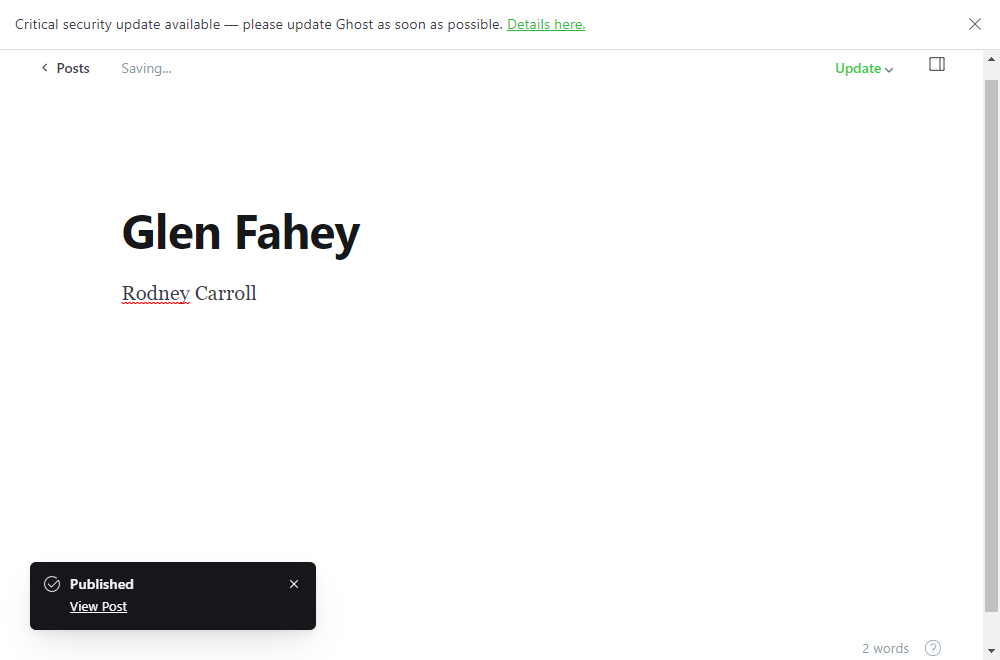 Critical security update available — please update Ghost as soon as possible. Details here.
Posts Saving... Update
Glen Fahey
Rodney Carroll
Published
View Post
2 words
?